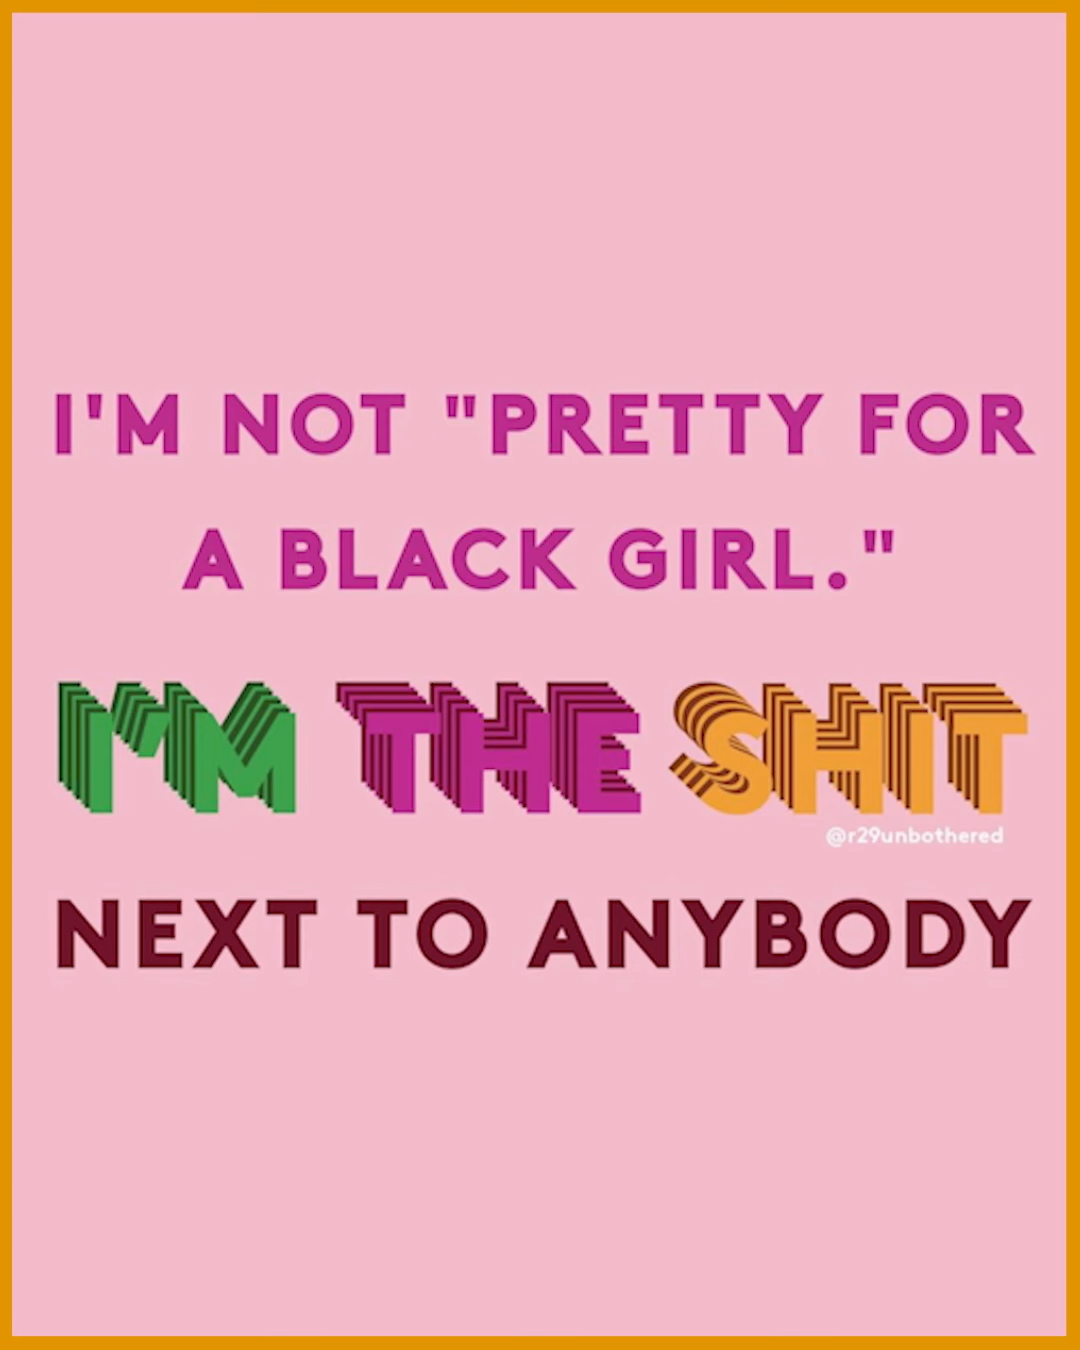 I'M NOT "PRETTY FOR
A BLACK GIRL."
I'M THE SHIT
@r29unbothered
NEXT TO ANYBODY